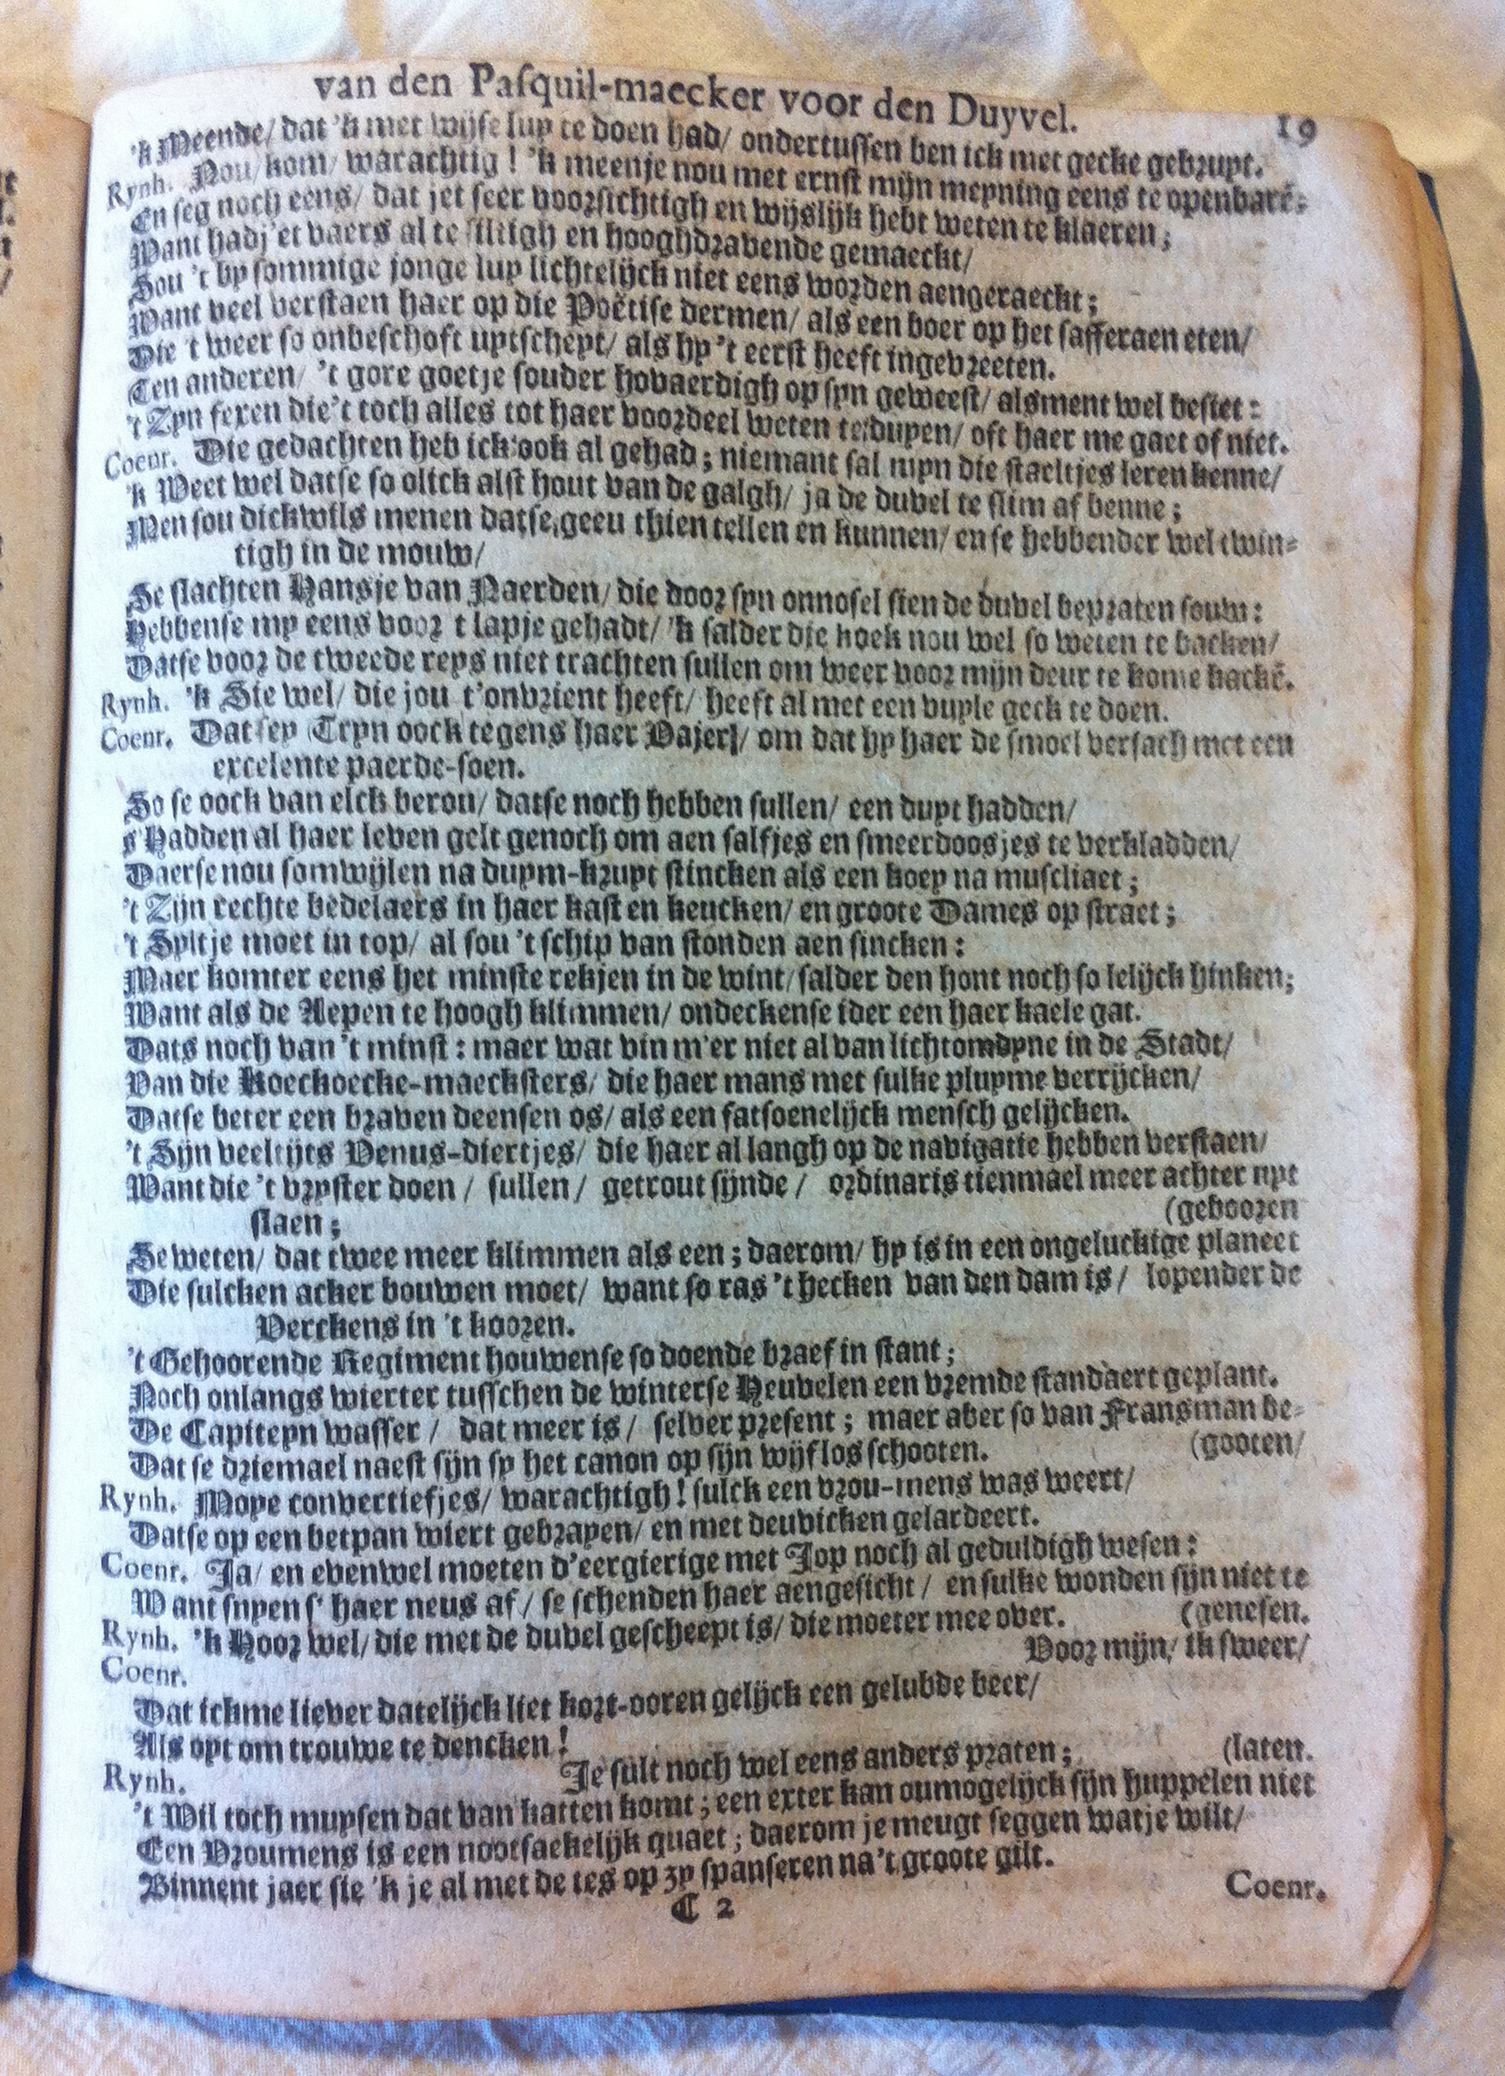 van den Pasquil-maecker voor den Duyvel. 19
'k Meende/ dat 'k met wijse luy te doen had/ ondertussen ben ick met gecke gebruyt.
Rynh. Nou/ kom/ warachtig! 'k meenje nou met ernst mijn meyning eens te openbarē:
En seg noch eens/ dat jet seer voorsichtigh en wijslijk hebt weten te klaeren;
Want hadj'et vaers al te stiltigh en hooghdravende gemaeckt/
Sou 't by sommige jonge luy lichtelijck niet eens worden aengeraeckt;
Want veel verstaen haer op die Poëtise dermen/ als een boer op het safferaen eten/
Die 't weer so onbeschoft uytschept/ als hy 't eerst heeft ingevreeten.
Ten anderen/ 't gore goetje souder hovaerdigh op syn geweest/ alsment wel besiet:
't Zyn fexen die 't toch alles tot haer voordeel weten te duyen/ oft haer me gaet of niet.
Coenr. Die gedachten heb ick ook al gehad; niemant sal myn die staeltjes leren kenne/
'k Weet wel datse so olick alst hout van de galgh/ ja de duvel te slim af benne;
Men sou dickwils menen datse geen thien tellen en kunnen/ en se hebbender wel twin-
tigh in de mouw/
Se slachten Hansje van Naerden/ die door syn onnosel sien de duvel bepraten souw:
Hebbense my eens voor 't lapje gehadt/ 'k salder die koek nou wel so weten te backen/
Datse voor de tweede reys niet trachten sullen om weer voor mijn deur te kome kackē.
Rynh. 'k Sie wel/ die jou t'onvrient heeft/ heeft al met een vuyle geck te doen.
Coenr. Dat sey Tryn oock tegens haer Vajer/ om dat hy haer de smoel versach met een
excelente paerde-soen.
So se oock van elck verou/ datse noch hebben sullen/ een duyt hadden/
s'Hadden al haer leven gelt genoch om aen salfjes en smeerdoosjes te verkladden/
Daerse nou somwijlen na duym-kruyt stincken als een koey na muscliaet;
't Zijn rechte bedelaers in haer kast en keucken/ en groote Dames op straet;
't Spitje moet in top/ al sou 't schip van stonden aen sincken:
Maer komter eens het minste rekjen in de wint/ salder den hont noch so lelijck hinken;
Want als de Aepen te hoogh klimmen/ ondeckense ider een haer kaele gat.
Dats noch van 't minst: maer wat vin m'er niet al van lichtomdyne in de Stadt/
Van die Koeckoecke-maecksters/ die haer mans met sulke pluyme verrijcken/
Datse beter een braven deensen os/ als een fatsoenelijck mensch gelijcken.
't Sijn veeltijts Venus-diertjes/ die haer al langh op de navigatie hebben verstaen/
Want die 't vryster doen/ sullen/ getrout sijnde/ ordinaris tienmael meer achter uyt
slaen; (geboozen
Se weten/ dat twee meer klimmen als een; daerom/ hy is in een ongeluckige planeet
Die sulcken acker bouwen moet/ want so ras 't hecken van den dam is/ lopender de
Verckens in 't koozen.
't Gehoorende Regiment houwense so doende braef in stant;
Noch onlangs wierter tusschen de winterse Heuvelen een vremde standaert geplant.
De Capiteyn wasser/ dat meer is/ selver present; maer aber so van Fransman be-
Dat se driemael naest sijn sy het canon op sijn wijf los schooten. (gooten/
Rynh. Moye convertiefjes/ warachtigh! sulck een vrou-mens was weert/
Datse op een betpan wiert gebrayen/ en met deuvicken gelardeert.
Coenr. Ja/ en evenwel moeten d'eergierige met Jop noch al geduldigh wesen:
Want snyen s' haer neus af/ se schenden haer aengesicht/ en sulke wonden sijn niet te
Rynh. 'k Hoor wel/ die met de duvel gescheept is/ die moeter mee over. (genesen.
Coenr. Voor mijn/ ik sweer/
Dat ickme liever datelijck liet kort-ooren gelijck een gelubde beer/
Als oyt om trouwe te dencken!
Rynh. Je sult noch wel eens anders praten; (laten.
't Wil toch muysen dat van katten komt; een exter kan oumogelijck sijn huppelen niet
Een Vroumens is een nootsaekelijk quaet; daerom je meugt seggen watje wilt/
Binnent jaer sie 'k je al met de tes op zy spanseren na 't groote gilt.
C 2 Coenr.